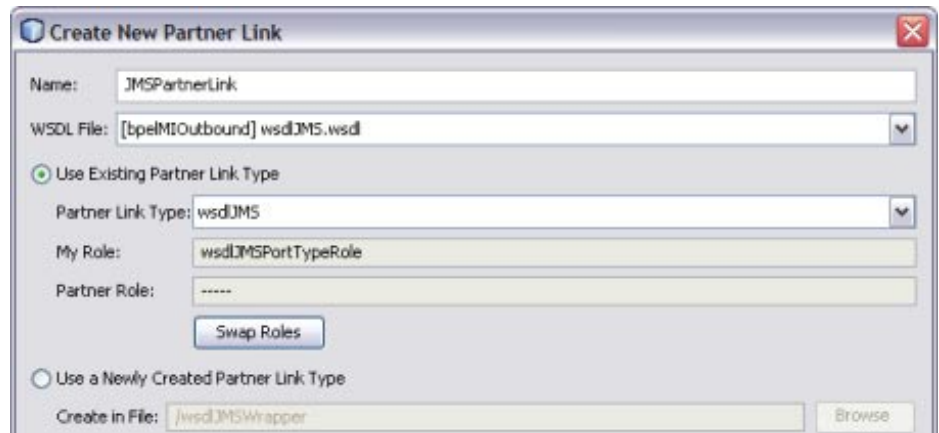 Create New Partner Link
Name: JMSPartnerLink
WSDL File: [bpelMIOutbound] wsdlJMS.wsdl
Use Existing Partner Link Type
Partner Link Type: wsdlJMS
My Role: wsdlJMSPortTypeRole
Partner Role: -----
Swap Roles
Use a Newly Created Partner Link Type
Create in File: /wsdlJMSWrapper Browse